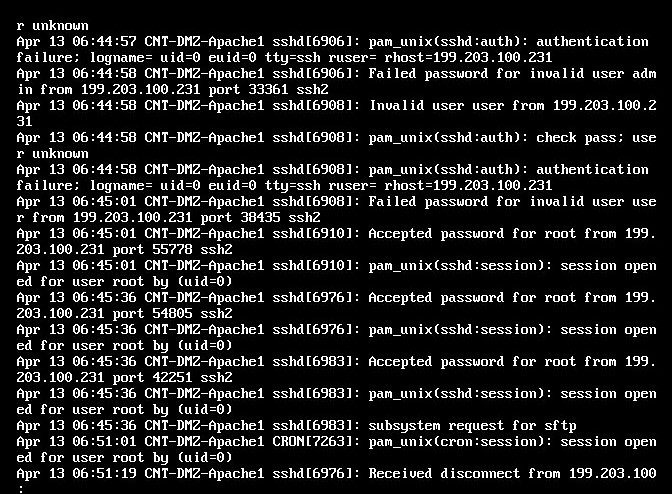 r unknown
Apr 13 06:44:57 CNT-DMZ-Apache1 sshd[6906]: pam_unix(sshd:auth): authentication
failure; logname= uid=0 euid=0 tty=ssh ruser= rhost=199.203.100.231
Apr 13 06:44:58 CNT-DMZ-Apache1 sshd[6906]: Failed password for invalid user adm
in from 199.203.100.231 port 33361 ssh2
Apr 13 06:44:58 CNT-DMZ-Apache1 sshd[6908]: Invalid user user from 199.203.100.2
31
Apr 13 06:44:58 CNT-DMZ-Apache1 sshd[6908]: pam_unix(sshd:auth): check pass; use
r unknown
Apr 13 06:44:58 CNT-DMZ-Apache1 sshd[6908]: pam_unix(sshd:auth): authentication
failure; logname= uid=0 euid=0 tty=ssh ruser= rhost=199.203.100.231
Apr 13 06:45:01 CNT-DMZ-Apache1 sshd[6908]: Failed password for invalid user use
r from 199.203.100.231 port 38435 ssh2
Apr 13 06:45:01 CNT-DMZ-Apache1 sshd[6910]: Accepted password for root from 199.
203.100.231 port 55778 ssh2
Apr 13 06:45:01 CNT-DMZ-Apache1 sshd[6910]: pam_unix(sshd:session): session open
ed for user root by (uid=0)
Apr 13 06:45:36 CNT-DMZ-Apache1 sshd[6976]: Accepted password for root from 199.
203.100.231 port 54805 ssh2
Apr 13 06:45:36 CNT-DMZ-Apache1 sshd[6976]: pam_unix(sshd:session): session open
ed for user root by (uid=0)
Apr 13 06:45:36 CNT-DMZ-Apache1 sshd[6983]: Accepted password for root from 199.
203.100.231 port 42251 ssh2
Apr 13 06:45:36 CNT-DMZ-Apache1 sshd[6983]: pam_unix(sshd:session): session open
ed for user root by (uid=0)
Apr 13 06:45:36 CNT-DMZ-Apache1 sshd[6983]: subsystem request for sftp
Apr 13 06:51:01 CNT-DMZ-Apache1 CRON[7263]: pam_unix(cron:session): session open
ed for user root by (uid=0)
Apr 13 06:51:19 CNT-DMZ-Apache1 sshd[6976]: Received disconnect from 199.203.100
: